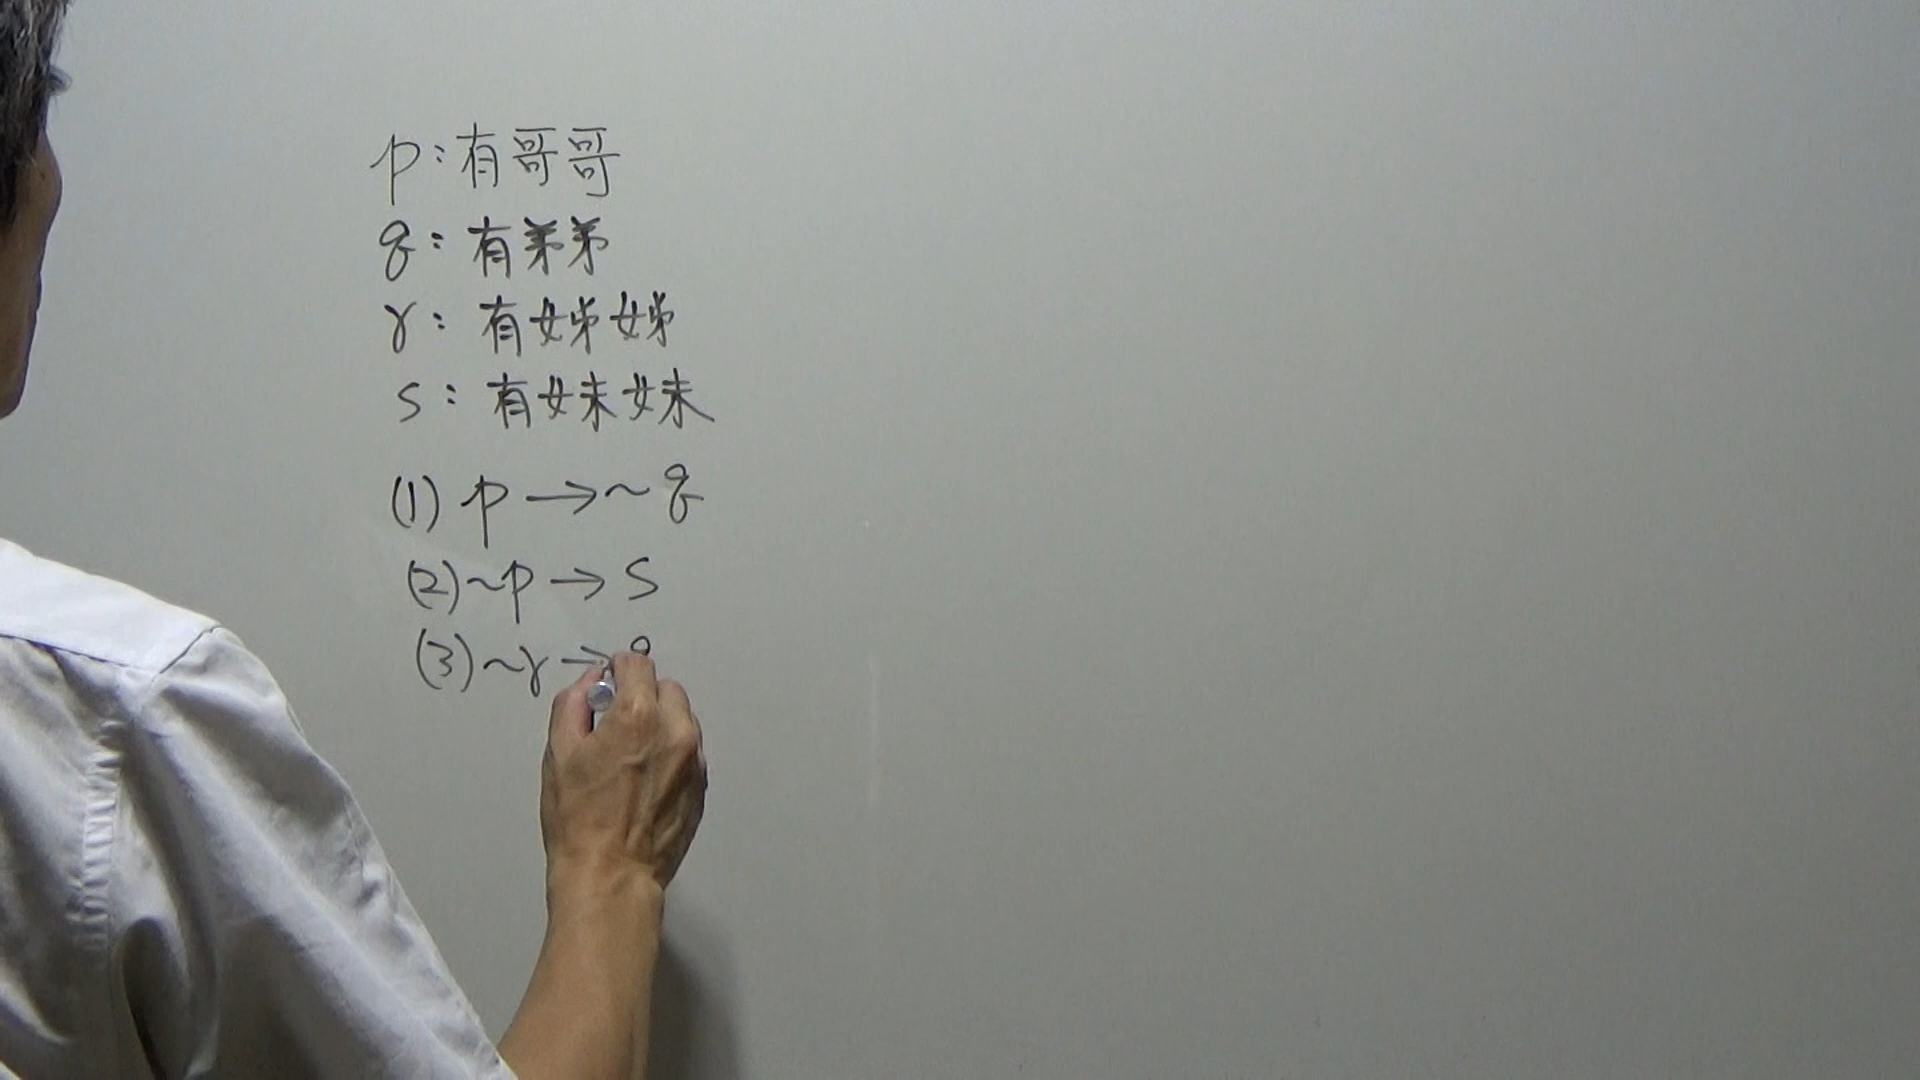 p：有哥哥
q：有弟弟
r：有姊姊
s：有妹妹
(1) p → ~q
(2) ~p → s
(3) ~r →